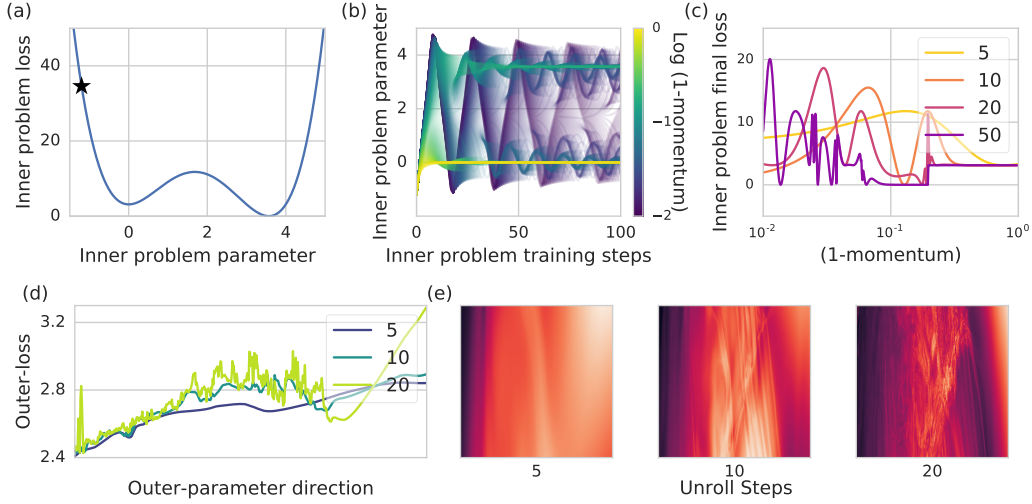 (a)
Inner problem loss
40
20
0
0
2
4
Inner problem parameter
(b)
Inner problem parameter
4
2
0
0
50
100
Inner problem training steps
0
−1
−2
Log (1-momentum)
(c)
Inner problem final loss
20
10
0
5
10
20
50
10⁻²
10⁻¹
10⁰
(1-momentum)
(d)
Outer-loss
3.2
2.8
2.4
5
10
20
Outer-parameter direction
(e)
5
10
20
Unroll Steps